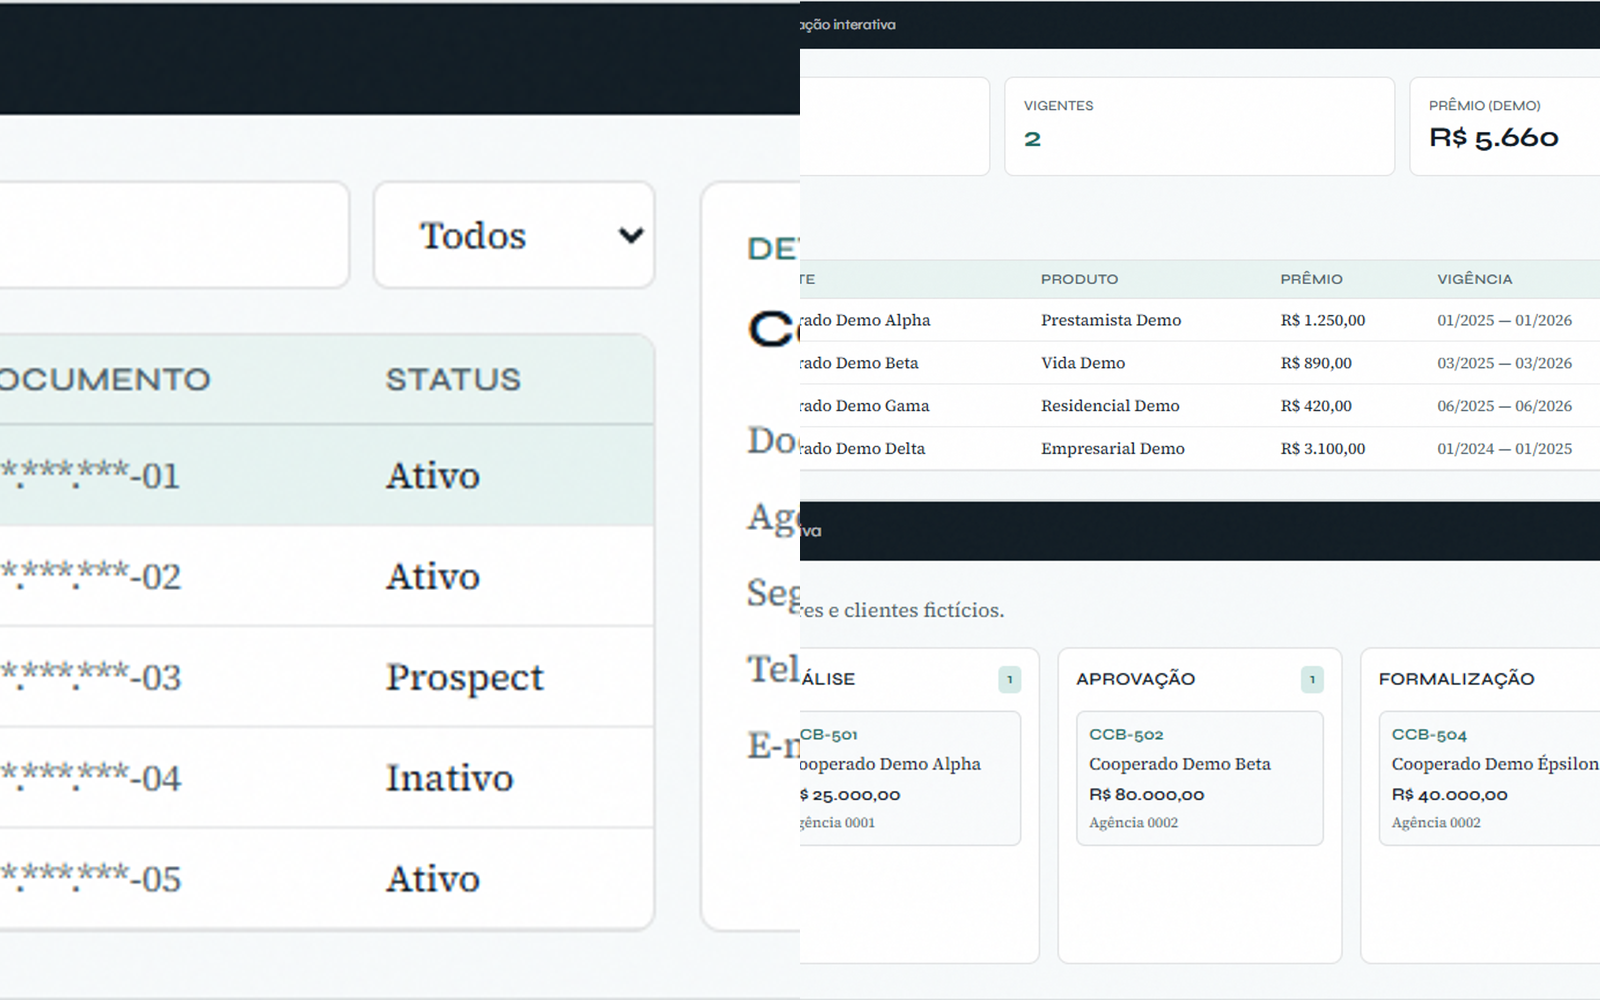 Todos
OCUMENTO STATUS
*.***.***-01 Ativo
*.***.***-02 Ativo
*.***.***-03 Prospect
*.***.***-04 Inativo
*.***.***-05 Ativo
DE
Co
Do
Ag
Seg
Tel
E-m
ação interativa
VIGENTES
2
PRÊMIO (DEMO)
R$ 5.660
TE PRODUTO PRÊMIO VIGÊNCIA
rado Demo Alpha Prestamista Demo R$ 1.250,00 01/2025 — 01/2026
rado Demo Beta Vida Demo R$ 890,00 03/2025 — 03/2026
rado Demo Gama Residencial Demo R$ 420,00 06/2025 — 06/2026
rado Demo Delta Empresarial Demo R$ 3.100,00 01/2024 — 01/2025
iva
res e clientes fictícios.
ÁLISE 1
CCB-501
ooperado Demo Alpha
$ 25.000,00
gência 0001
APROVAÇÃO 1
CCB-502
Cooperado Demo Beta
R$ 80.000,00
Agência 0002
FORMALIZAÇÃO
CCB-504
Cooperado Demo Épsilon
R$ 40.000,00
Agência 0002